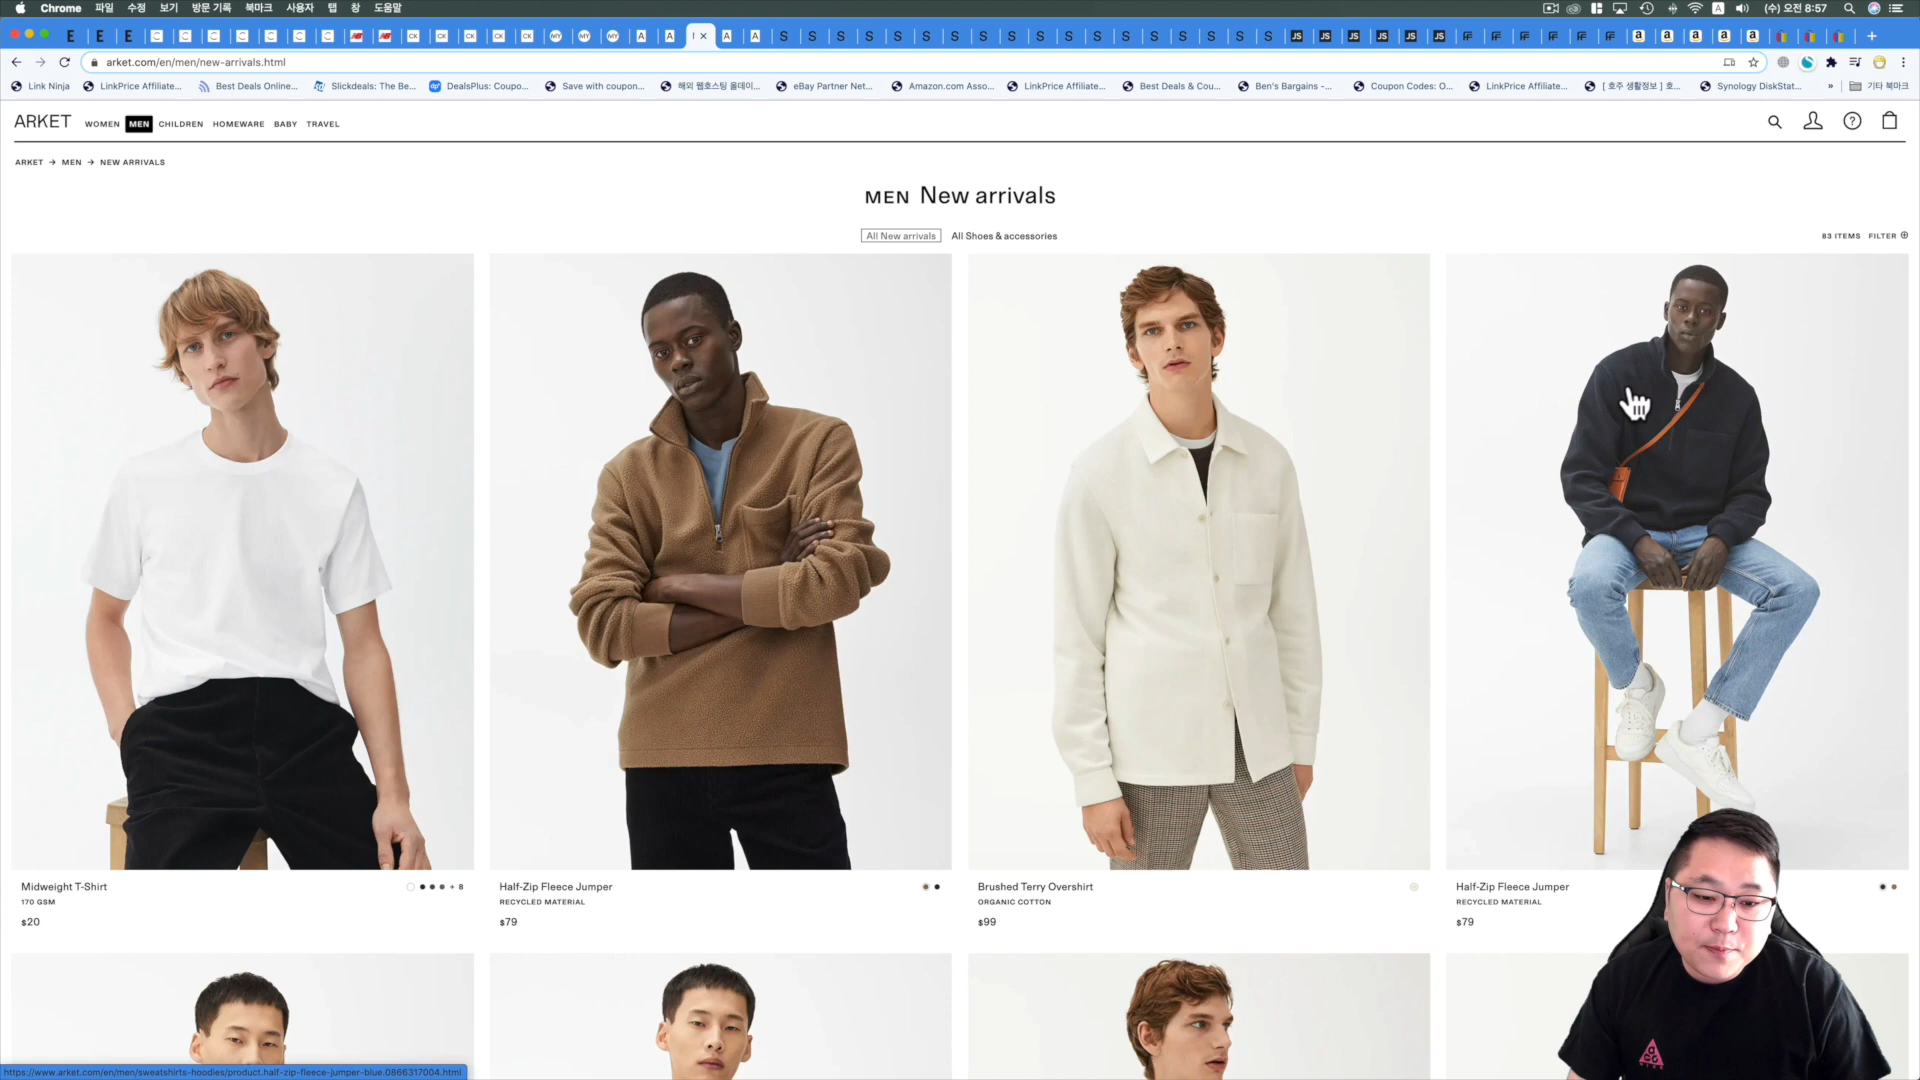 Chrome 파일 수정 보기 방문 기록 북마크 사용자 탭 창 도움말 A (수) 오전 8:57
arket.com/en/men/new-arrivals.html
Link Ninja LinkPrice Affiliate... Best Deals Online... Slickdeals: The Be... DealsPlus: Coupo... Save with coupon... 해외 웹호스팅 올데이... eBay Partner Net... Amazon.com Asso... LinkPrice Affiliate... Best Deals & Cou... Ben's Bargains -... Coupon Codes: O... LinkPrice Affiliate... [ 호주 생활정보 ] 호... Synology DiskStat... » 기타 북마크
ARKET WOMEN MEN CHILDREN HOMEWARE BABY TRAVEL
ARKET → MEN → NEW ARRIVALS
MEN New arrivals
All New arrivals All Shoes & accessories 83 ITEMS FILTER
Midweight T-Shirt + 8
170 GSM
$20
Half-Zip Fleece Jumper
RECYCLED MATERIAL
$79
Brushed Terry Overshirt
ORGANIC COTTON
$99
Half-Zip Fleece Jumper
RECYCLED MATERIAL
$79
https://www.arket.com/en/men/sweatshirts-hoodies/product.half-zip-fleece-jumper-blue.0866317004.html